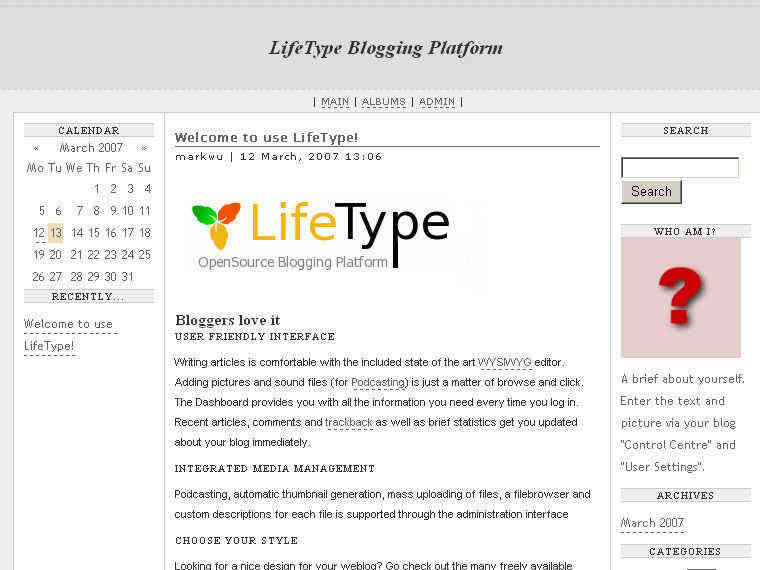 LifeType Blogging Platform
| MAIN | ALBUMS | ADMIN |
CALENDAR
« March 2007 »
Mo Tu We Th Fr Sa Su
1 2 3 4
5 6 7 8 9 10 11
12 13 14 15 16 17 18
19 20 21 22 23 24 25
26 27 28 29 30 31
RECENTLY...
Welcome to use
LifeType!
Welcome to use LifeType!
markwu | 12 March, 2007 13:06
LifeType
OpenSource Blogging Platform
Bloggers love it
USER FRIENDLY INTERFACE
Writing articles is comfortable with the included state of the art WYSIWYG editor.
Adding pictures and sound files (for Podcasting) is just a matter of browse and click.
The Dashboard provides you with all the information you need every time you log in.
Recent articles, comments and trackback as well as brief statistics get you updated
about your blog immediately.
INTEGRATED MEDIA MANAGEMENT
Podcasting, automatic thumbnail generation, mass uploading of files, a filebrowser and
custom descriptions for each file is supported through the administration interface
CHOOSE YOUR STYLE
Looking for a nice design for your weblog? Go check out the many freely available
SEARCH
Search
WHO AM I?
?
A brief about yourself.
Enter the text and
picture via your blog
"Control Centre" and
"User Settings".
ARCHIVES
March 2007
CATEGORIES